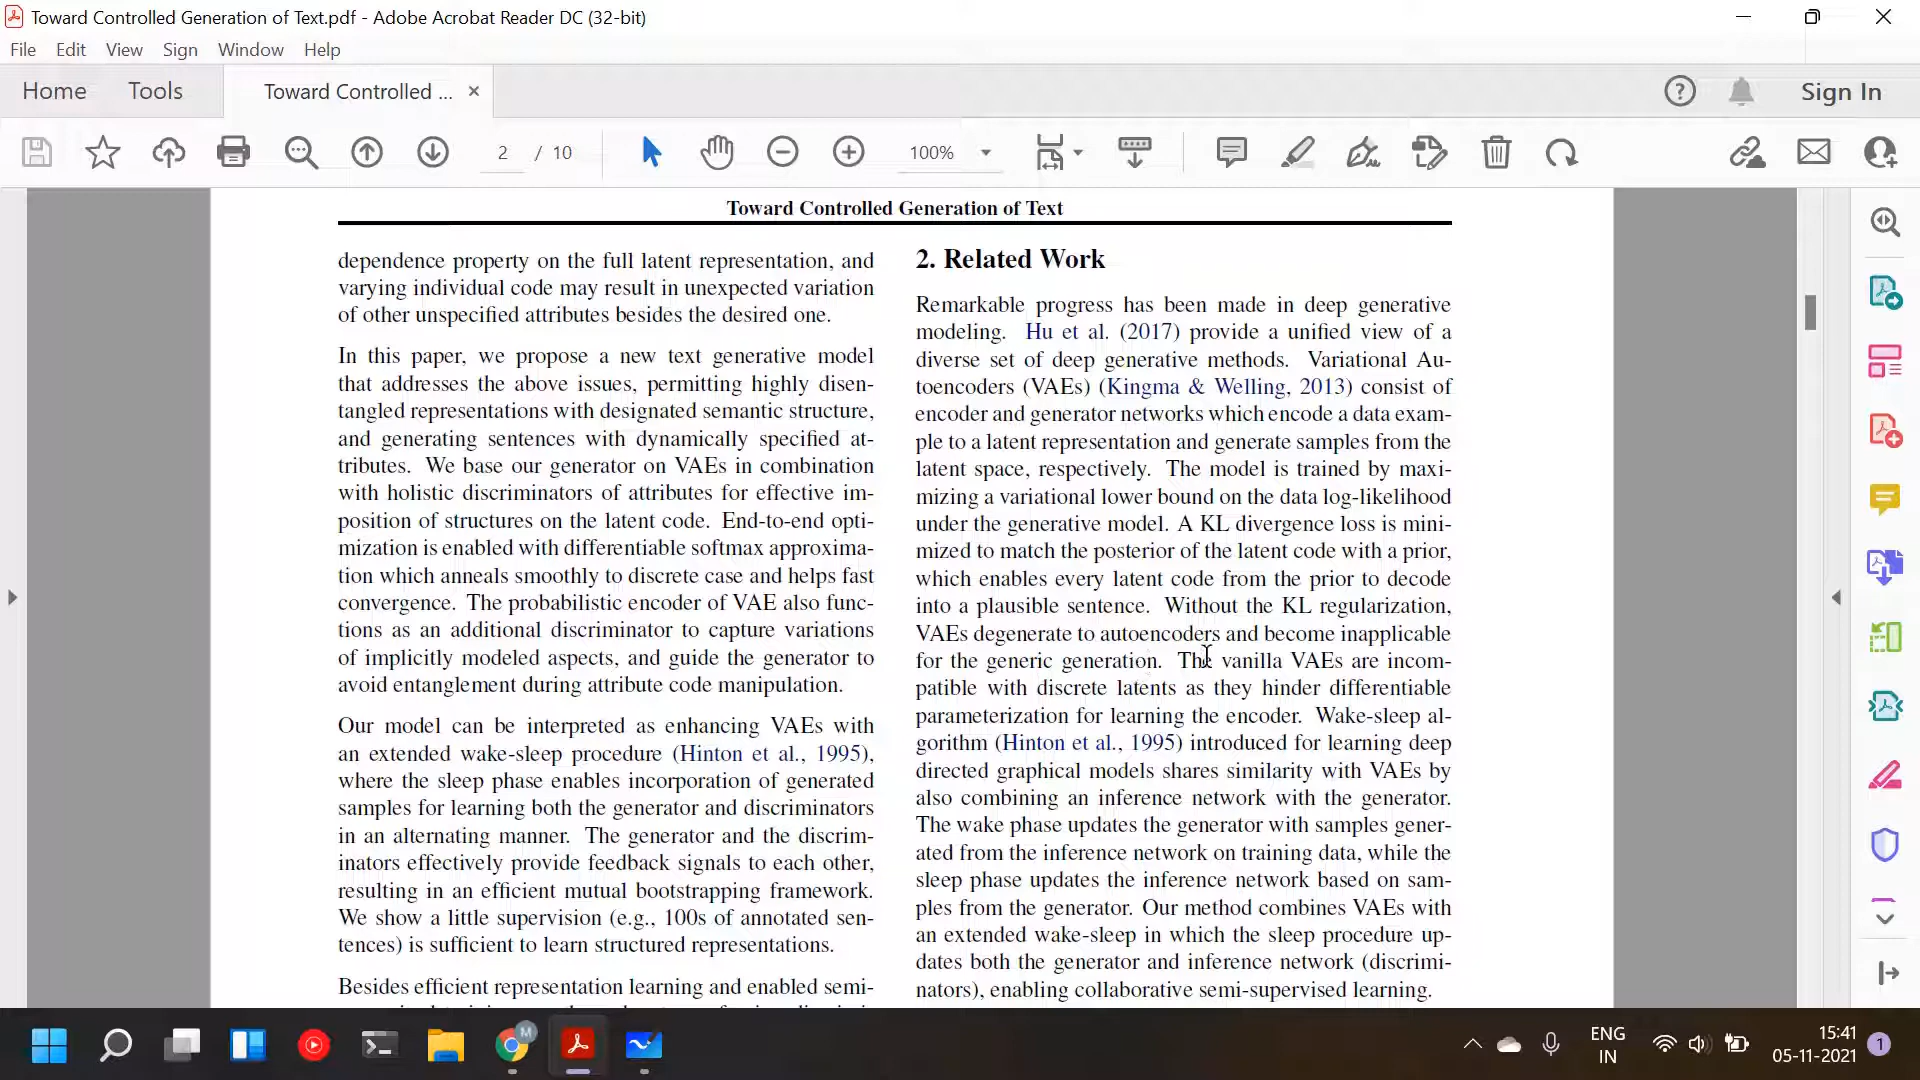 Toward Controlled Generation of Text.pdf - Adobe Acrobat Reader DC (32-bit)
File Edit View Sign Window Help
Home Tools Toward Controlled ... × Sign In
2 / 10 100%
Toward Controlled Generation of Text
dependence property on the full latent representation, and
varying individual code may result in unexpected variation
of other unspecified attributes besides the desired one.
In this paper, we propose a new text generative model
that addresses the above issues, permitting highly disen-
tangled representations with designated semantic structure,
and generating sentences with dynamically specified at-
tributes. We base our generator on VAEs in combination
with holistic discriminators of attributes for effective im-
position of structures on the latent code. End-to-end opti-
mization is enabled with differentiable softmax approxima-
tion which anneals smoothly to discrete case and helps fast
convergence. The probabilistic encoder of VAE also func-
tions as an additional discriminator to capture variations
of implicitly modeled aspects, and guide the generator to
avoid entanglement during attribute code manipulation.
Our model can be interpreted as enhancing VAEs with
an extended wake-sleep procedure (Hinton et al., 1995),
where the sleep phase enables incorporation of generated
samples for learning both the generator and discriminators
in an alternating manner. The generator and the discrim-
inators effectively provide feedback signals to each other,
resulting in an efficient mutual bootstrapping framework.
We show a little supervision (e.g., 100s of annotated sen-
tences) is sufficient to learn structured representations.
Besides efficient representation learning and enabled semi-
2. Related Work
Remarkable progress has been made in deep generative
modeling. Hu et al. (2017) provide a unified view of a
diverse set of deep generative methods. Variational Au-
toencoders (VAEs) (Kingma & Welling, 2013) consist of
encoder and generator networks which encode a data exam-
ple to a latent representation and generate samples from the
latent space, respectively. The model is trained by maxi-
mizing a variational lower bound on the data log-likelihood
under the generative model. A KL divergence loss is mini-
mized to match the posterior of the latent code with a prior,
which enables every latent code from the prior to decode
into a plausible sentence. Without the KL regularization,
VAEs degenerate to autoencoders and become inapplicable
for the generic generation. The vanilla VAEs are incom-
patible with discrete latents as they hinder differentiable
parameterization for learning the encoder. Wake-sleep al-
gorithm (Hinton et al., 1995) introduced for learning deep
directed graphical models shares similarity with VAEs by
also combining an inference network with the generator.
The wake phase updates the generator with samples gener-
ated from the inference network on training data, while the
sleep phase updates the inference network based on sam-
ples from the generator. Our method combines VAEs with
an extended wake-sleep in which the sleep procedure up-
dates both the generator and inference network (discrimi-
nators), enabling collaborative semi-supervised learning.
M
ENG
IN
15:41
05-11-2021
1